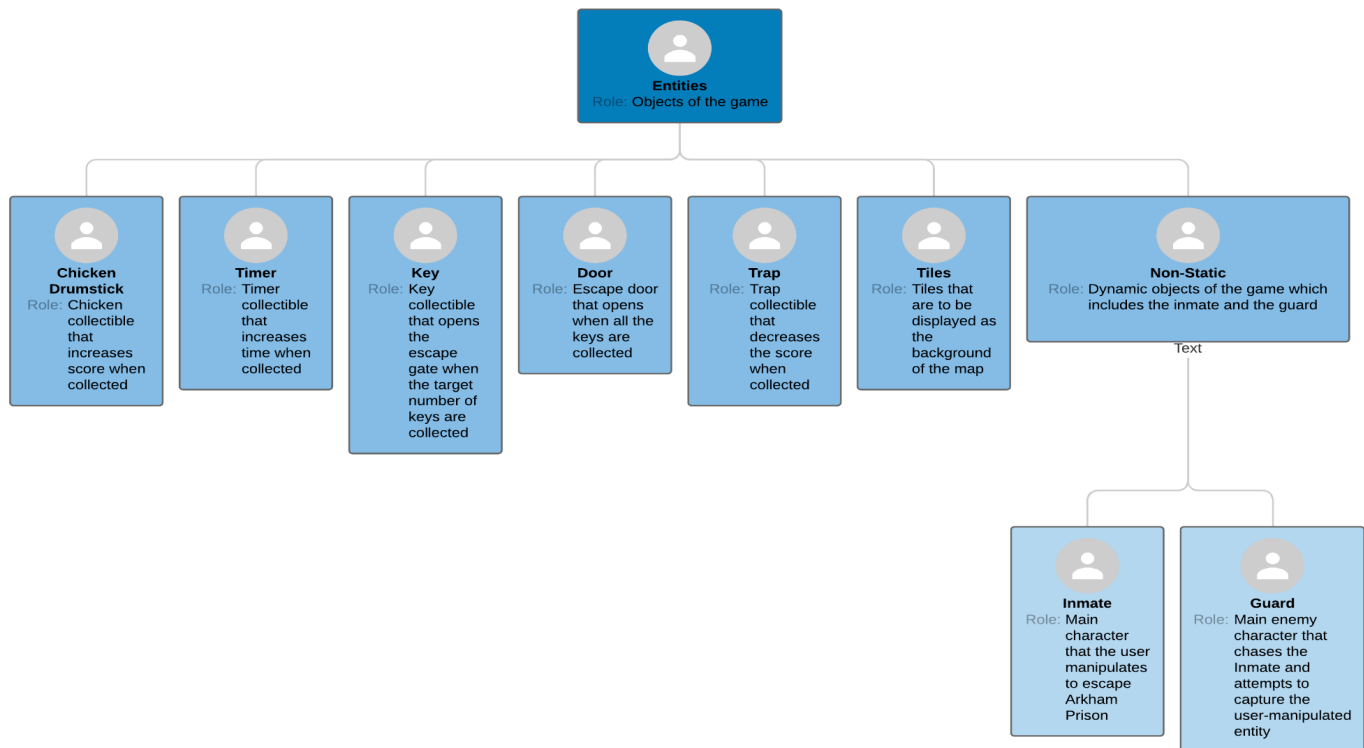 Entities
Role: Objects of the game
Chicken
Drumstick
Role: Chicken
collectible
that
increases
score when
collected
Timer
Role: Timer
collectible
that
increases
time when
collected
Key
Role: Key
collectible
that opens
the
escape
gate when
the target
number of
keys are
collected
Door
Role: Escape door
that opens
when all the
keys are
collected
Trap
Role: Trap
collectible
that
decreases
the score
when
collected
Tiles
Role: Tiles that
are to be
displayed as
the
background
of the map
Non-Static
Role: Dynamic objects of the game which
includes the inmate and the guard
Text
Inmate
Role: Main
character
that the user
manipulates
to escape
Arkham
Prison
Guard
Role: Main enemy
character that
chases the
Inmate and
attempts to
capture the
user-manipulated
entity